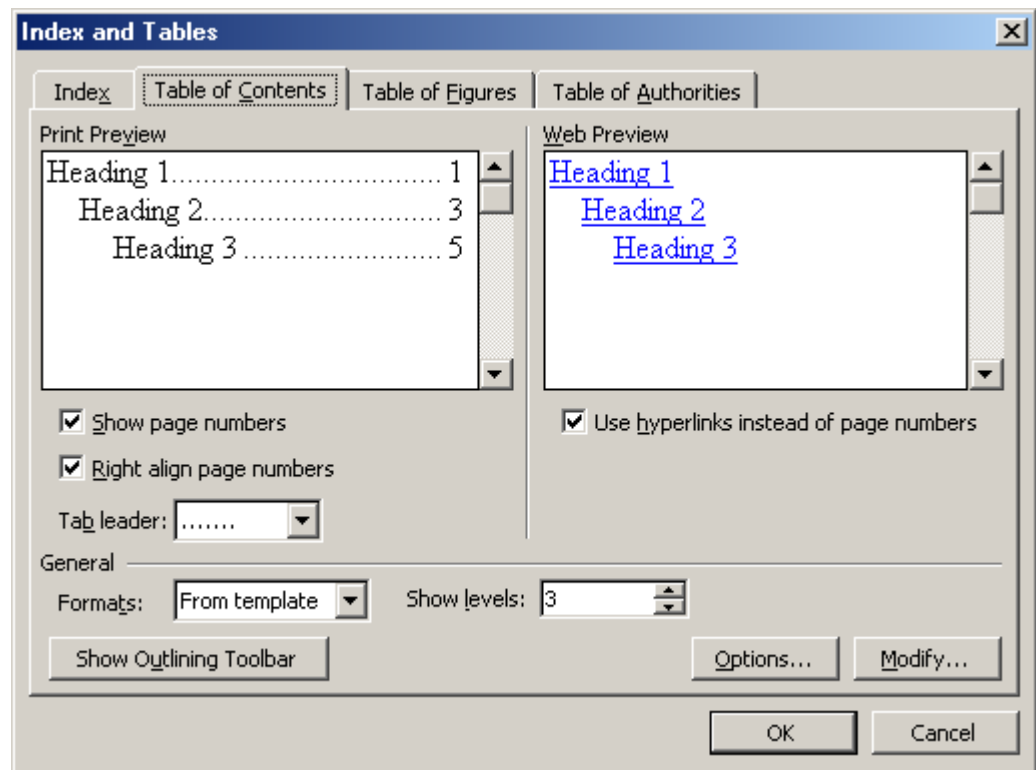 Index and Tables
Index Table of Contents Table of Figures Table of Authorities
Print Preview
Heading 1................................. 1
Heading 2.............................. 3
Heading 3 ......................... 5
Web Preview
Heading 1
Heading 2
Heading 3
Show page numbers
Right align page numbers
Tab leader: .......
Use hyperlinks instead of page numbers
General
Formats: From template Show levels: 3
Show Outlining Toolbar Options... Modify...
OK Cancel